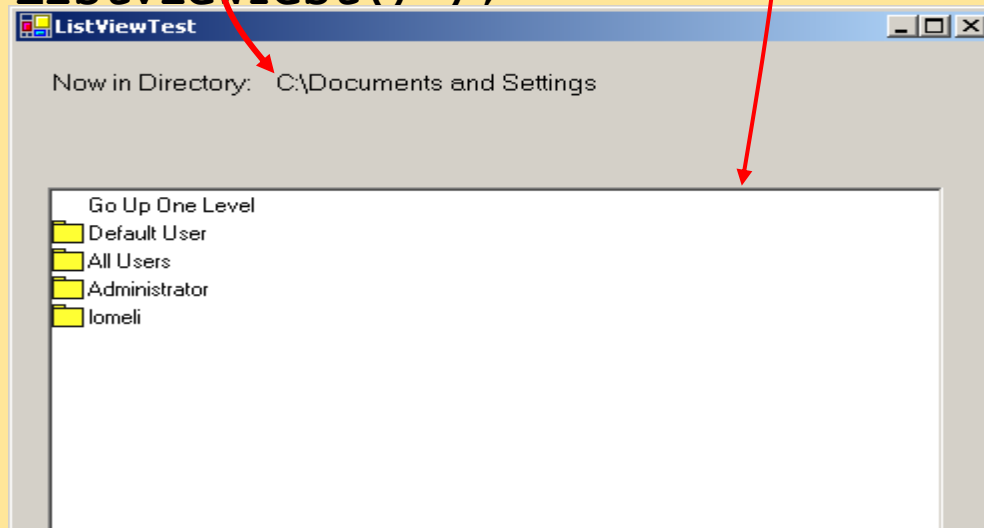 ListViewTest
Now in Directory: C:\Documents and Settings
Go Up One Level
Default User
All Users
Administrator
lomeli